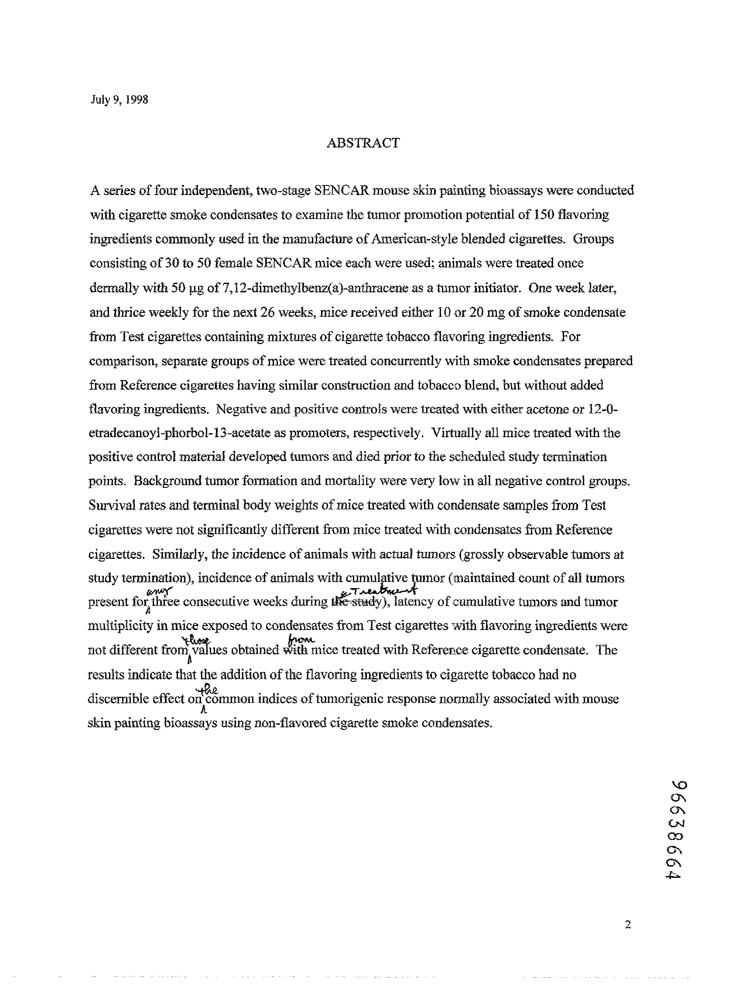 July 9, 1998
ABSTRACT
A series of four independent, two-stage SENCAR mouse skin painting bioassays were conducted
with cigarette smoke condensates to examine the tumor promotion potential of 150 flavoring
ingredients commonly used in the manufacture of American-style blended cigarettes. Groups
consisting of 30 to 50 female SENCAR mice each were used; animals were treated once
dermally with 50 µg of 7,12-dimethylbenz(a)-anthracene as a tumor initiator. One week later,
and thrice weekly for the next 26 weeks, mice received either 10 or 20 mg of smoke condensate
from Test cigarettes containing mixtures of cigarette tobacco flavoring ingredients. For
comparison, separate groups of mice were treated concurrently with smoke condensates prepared
from Reference cigarettes having similar construction and tobacco blend, but without added
flavoring ingredients. Negative and positive controls were treated with either acetone or 12-0-
etradecanoyl-phorbol-13-acetate as promoters, respectively. Virtually all mice treated with the
positive control material developed tumors and died prior to the scheduled study termination
points. Background tumor formation and mortality were very low in all negative control groups.
Survival rates and terminal body weights of mice treated with condensate samples from Test
cigarettes were not significantly different from mice treated with condensates from Reference
cigarettes. Similarly, the incidence of animals with actual tumors (grossly observable tumors at
study termination), incidence of animals with cumulative tumor (maintained count of all tumors
any Treatment
present for three consecutive weeks during the study), latency of cumulative tumors and tumor
multiplicity in mice exposed to condensates from Test cigarettes with flavoring ingredients were
those from
not different from values obtained with mice treated with Reference cigarette condensate. The
results indicate that the addition of the flavoring ingredients to cigarette tobacco had no
the
discernible effect on common indices of tumorigenic response normally associated with mouse
skin painting bioassays using non-flavored cigarette smoke condensates.
96638664
2